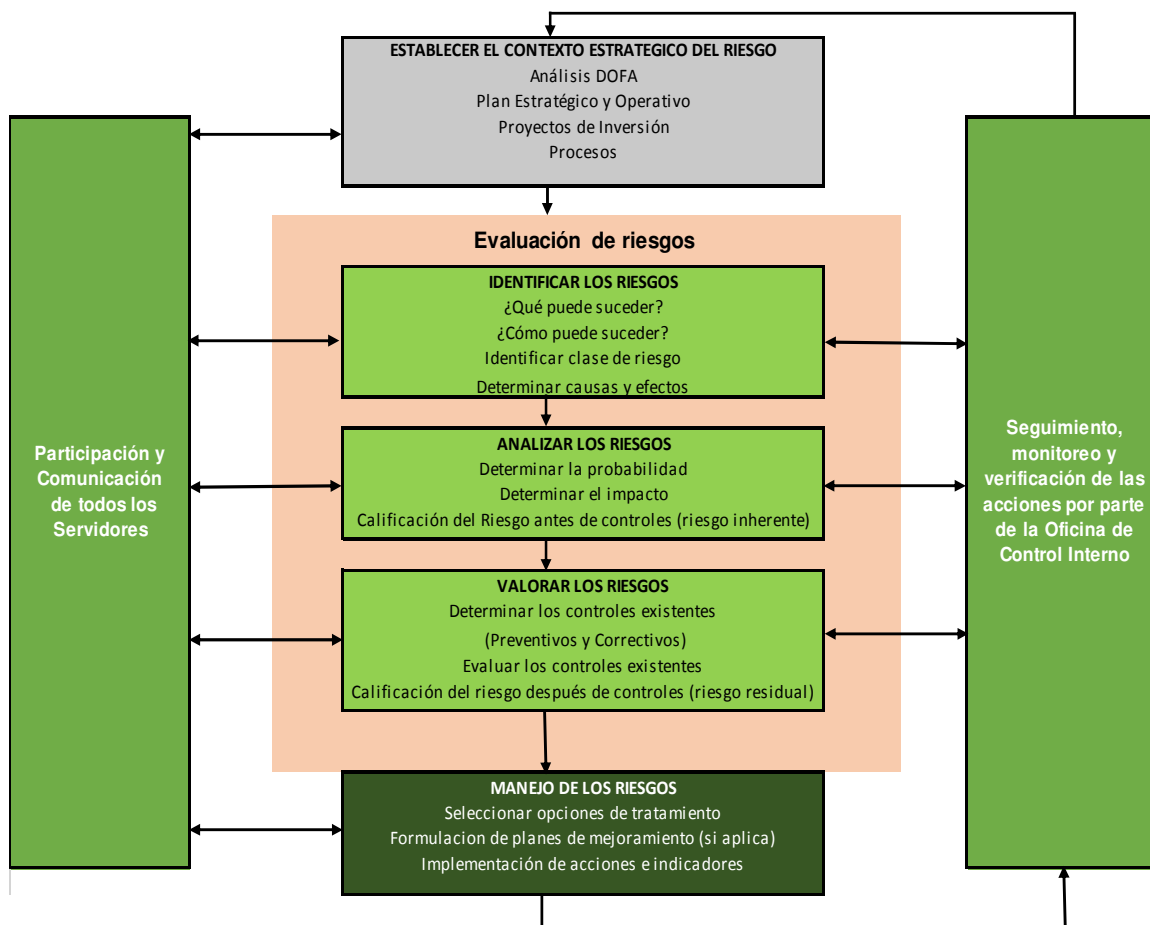 ESTABLECER EL CONTEXTO ESTRATEGICO DEL RIESGO
Análisis DOFA
Plan Estratégico y Operativo
Proyectos de Inversión
Procesos
Evaluación de riesgos
IDENTIFICAR LOS RIESGOS
¿Qué puede suceder?
¿Cómo puede suceder?
Identificar clase de riesgo
Determinar causas y efectos
ANALIZAR LOS RIESGOS
Determinar la probabilidad
Determinar el impacto
Calificación del Riesgo antes de controles (riesgo inherente)
VALORAR LOS RIESGOS
Determinar los controles existentes
(Preventivos y Correctivos)
Evaluar los controles existentes
Calificación del riesgo después de controles (riesgo residual)
MANEJO DE LOS RIESGOS
Seleccionar opciones de tratamiento
Formulacion de planes de mejoramiento (si aplica)
Implementación de acciones e indicadores
Participación y
Comunicación
de todos los
Servidores
Seguimiento,
monitoreo y
verificación de las
acciones por parte
de la Oficina de
Control Interno